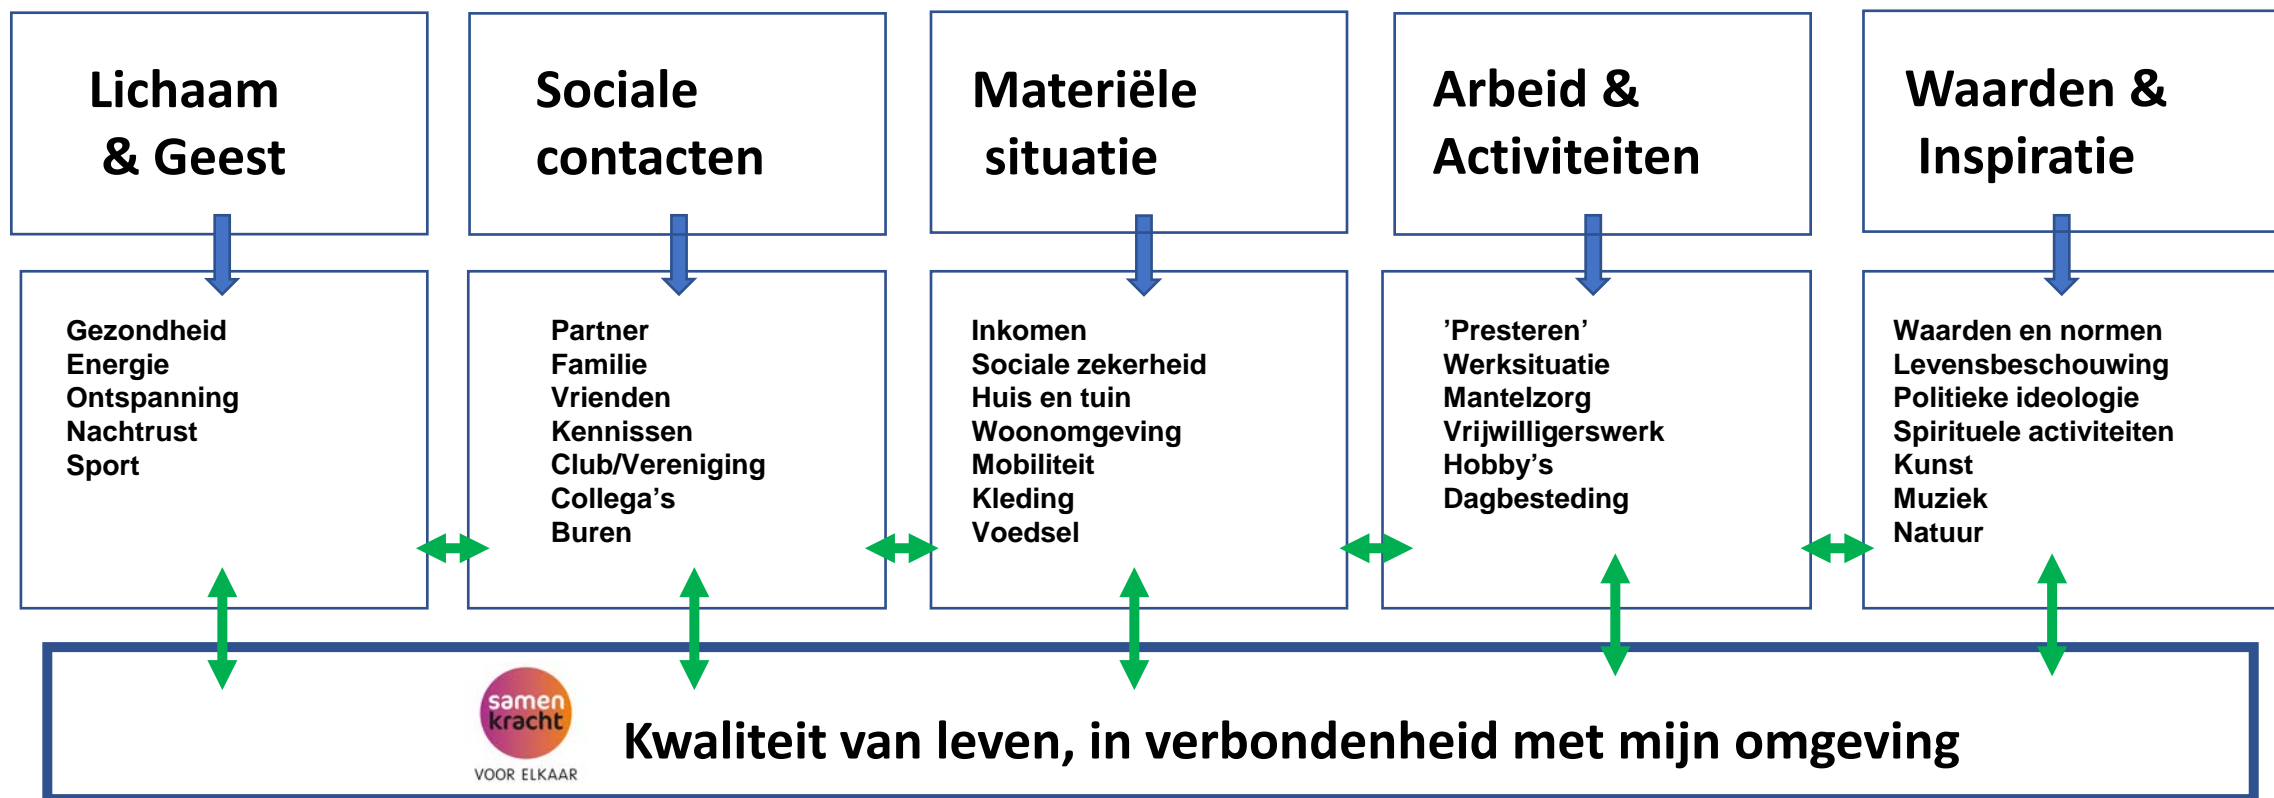 Lichaam
& Geest
Sociale
contacten
Materiële
situatie
Arbeid &
Activiteiten
Waarden &
Inspiratie
Gezondheid
Energie
Ontspanning
Nachtrust
Sport
Partner
Familie
Vrienden
Kennissen
Club/Vereniging
Collega’s
Buren
Inkomen
Sociale zekerheid
Huis en tuin
Woonomgeving
Mobiliteit
Kleding
Voedsel
’Presteren’
Werksituatie
Mantelzorg
Vrijwilligerswerk
Hobby’s
Dagbesteding
Waarden en normen
Levensbeschouwing
Politieke ideologie
Spirituele activiteiten
Kunst
Muziek
Natuur
samen
kracht
VOOR ELKAAR
Kwaliteit van leven, in verbondenheid met mijn omgeving